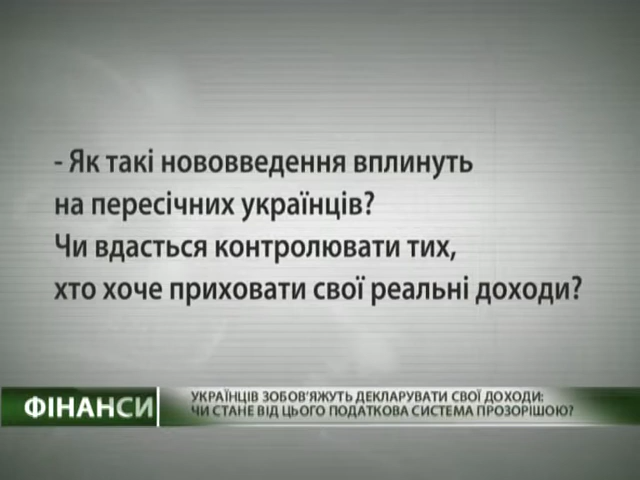 - Як такі нововведення вплинуть
на пересічних українців?
Чи вдасться контролювати тих,
хто хоче приховати свої реальні доходи?
ФІНАНСИ
УКРАЇНЦІВ ЗОБОВ'ЯЖУТЬ ДЕКЛАРУВАТИ СВОЇ ДОХОДИ:
ЧИ СТАНЕ ВІД ЦЬОГО ПОДАТКОВА СИСТЕМА ПРОЗОРІШОЮ?